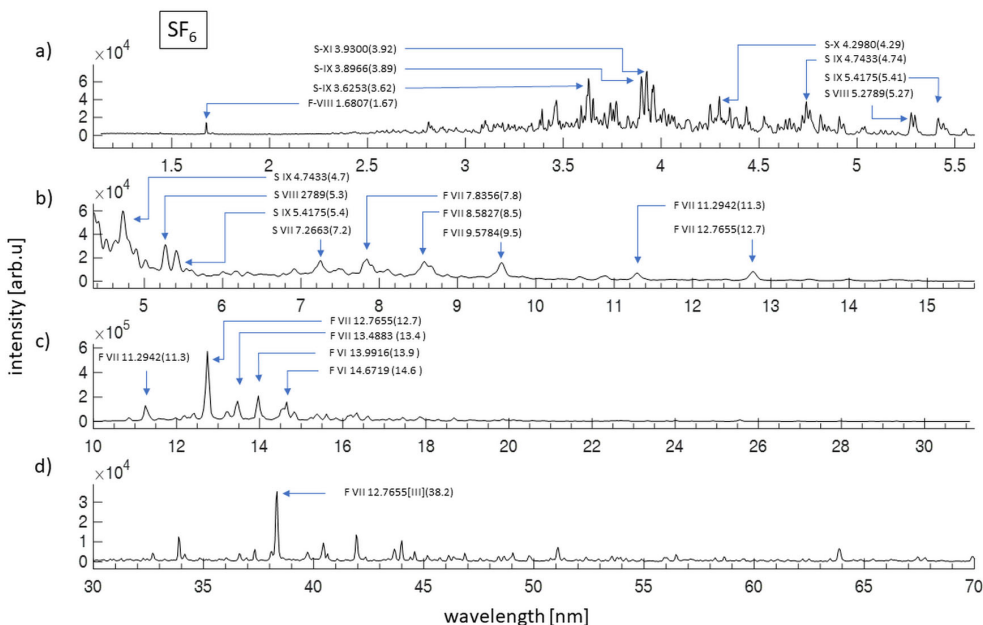 SF6
a)
×10^4
S-XI 3.9300(3.92)
S-IX 3.8966(3.89)
S-IX 3.6253(3.62)
F-VIII 1.6807(1.67)
S-X 4.2980(4.29)
S IX 4.7433(4.74)
S IX 5.4175(5.41)
S VIII 5.2789(5.27)
6
4
2
0
1.5 2 2.5 3 3.5 4 4.5 5 5.5
b)
×10^4
S IX 4.7433(4.7)
S VIII 2789(5.3)
S IX 5.4175(5.4)
S VII 7.2663(7.2)
F VII 7.8356(7.8)
F VII 8.5827(8.5)
F VII 9.5784(9.5)
F VII 11.2942(11.3)
F VII 12.7655(12.7)
6
4
2
0
5 6 7 8 9 10 11 12 13 14 15
intensity [arb.u]
c)
×10^5
F VII 11.2942(11.3)
F VII 12.7655(12.7)
F VII 13.4883 (13.4)
F VI 13.9916(13.9 )
F VI 14.6719 (14.6 )
6
4
2
0
10 12 14 16 18 20 22 24 26 28 30
d)
×10^4
F VII 12.7655[III](38.2)
3
2
1
0
30 35 40 45 50 55 60 65 70
wavelength [nm]